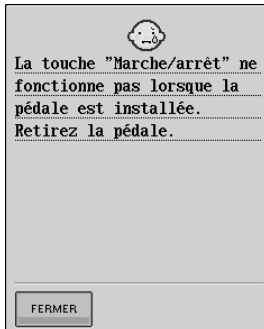 La touche "Marche/arrêt" ne
fonctionne pas lorsque la
pédale est installée.
Retirez la pédale.
FERMER